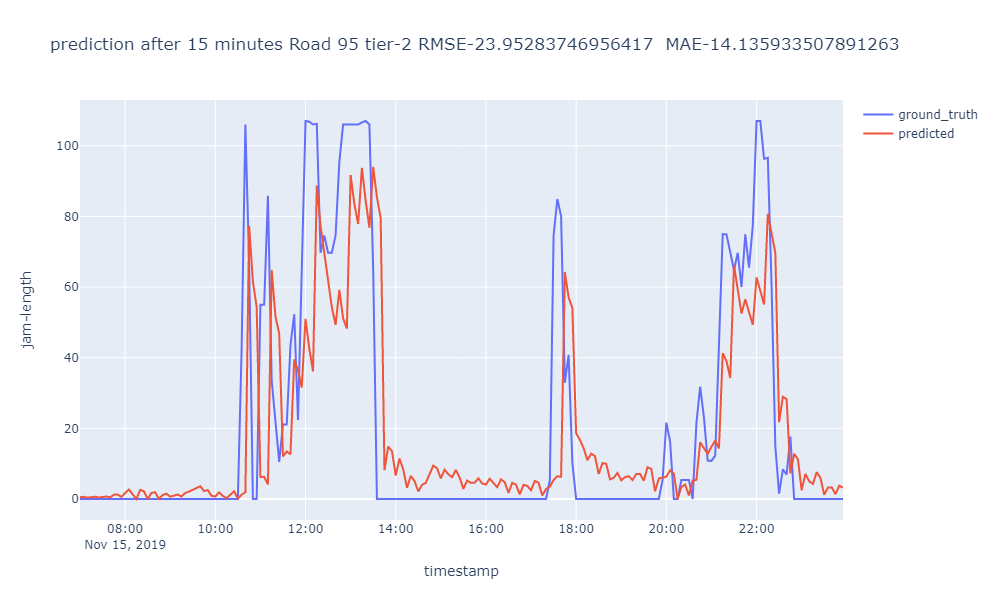 prediction after 15 minutes Road 95 tier-2 RMSE-23.95283746956417  MAE-14.135933507891263
ground_truth
predicted
jam-length
100
80
60
40
20
0
08:00
10:00
12:00
14:00
16:00
18:00
20:00
22:00
Nov 15, 2019
timestamp